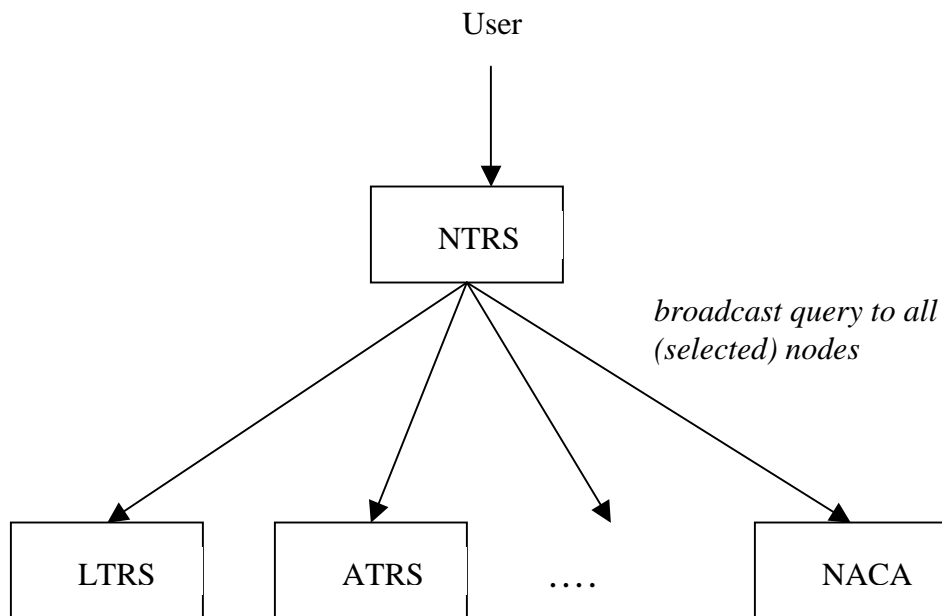 User
NTRS
broadcast query to all
(selected) nodes
LTRS
ATRS
....
NACA